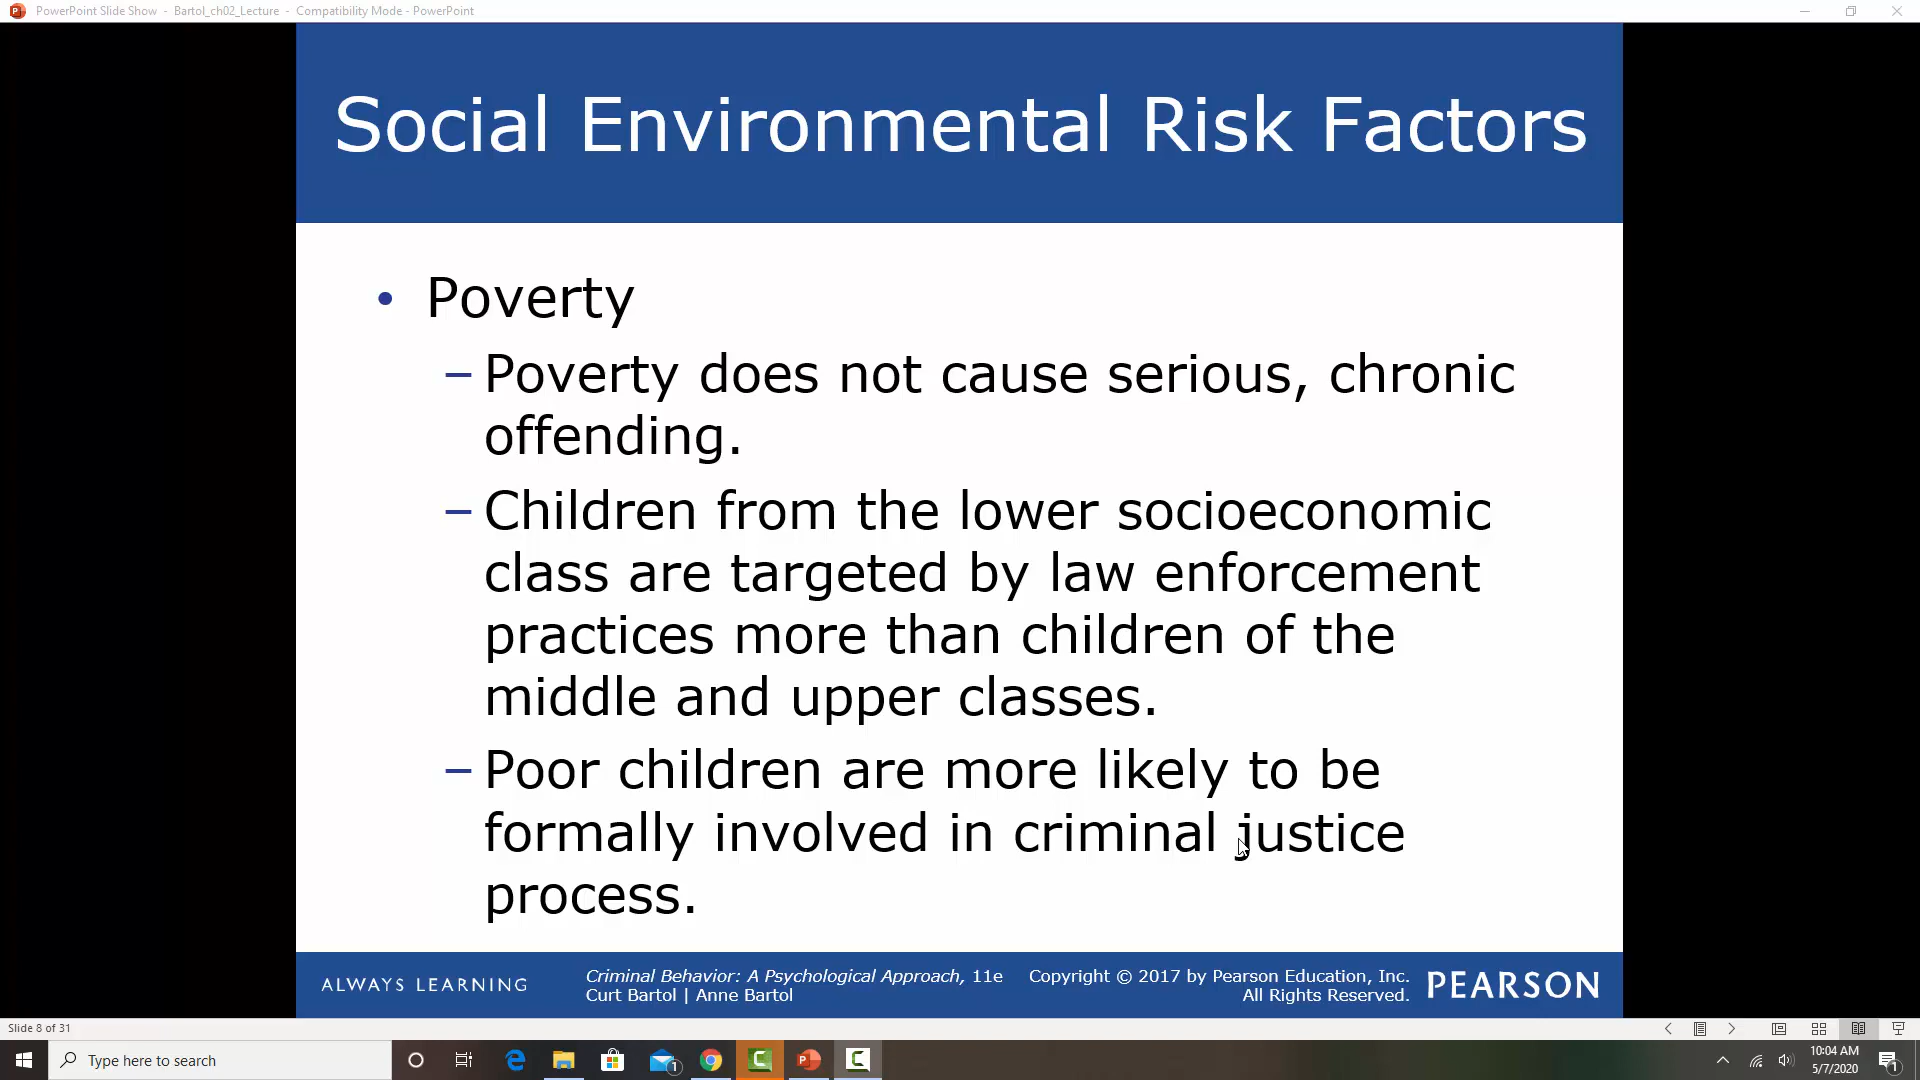 PowerPoint Slide Show - Bartol_ch02_Lecture - Compatibility Mode - PowerPoint
Social Environmental Risk Factors
• Poverty
– Poverty does not cause serious, chronic
offending.
– Children from the lower socioeconomic
class are targeted by law enforcement
practices more than children of the
middle and upper classes.
– Poor children are more likely to be
formally involved in criminal justice
process.
ALWAYS LEARNING
Criminal Behavior: A Psychological Approach, 11e
Curt Bartol | Anne Bartol
Copyright © 2017 by Pearson Education, Inc.
All Rights Reserved.
PEARSON
Slide 8 of 31
Type here to search
1
10:04 AM
5/7/2020
1